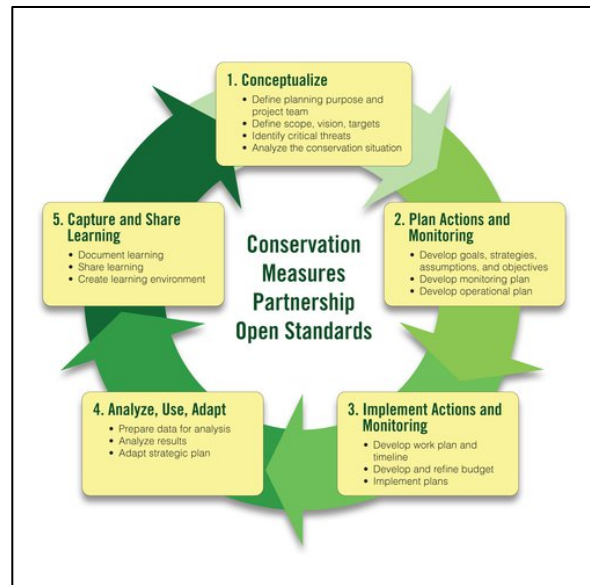 1. Conceptualize
• Define planning purpose and
project team
• Define scope, vision, targets
• Identify critical threats
• Analyze the conservation situation
2. Plan Actions and
Monitoring
• Develop goals, strategies,
assumptions, and objectives
• Develop monitoring plan
• Develop operational plan
3. Implement Actions and
Monitoring
• Develop work plan and
timeline
• Develop and refine budget
• Implement plans
4. Analyze, Use, Adapt
• Prepare data for analysis
• Analyze results
• Adapt strategic plan
5. Capture and Share
Learning
• Document learning
• Share learning
• Create learning environment
Conservation
Measures
Partnership
Open Standards